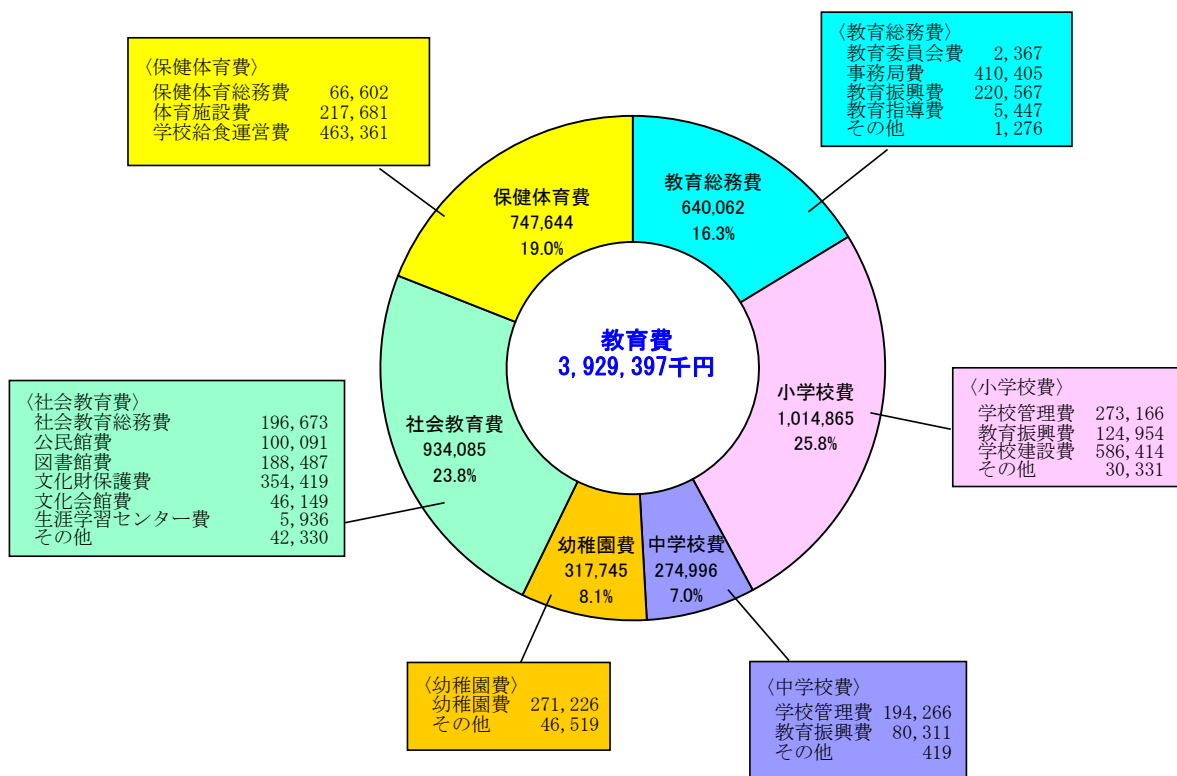 〈教育総務費〉
教育委員会費 2,367
事務局費 410,405
教育振興費 220,567
教育指導費 5,447
その他 1,276
〈保健体育費〉
保健体育総務費 66,602
体育施設費 217,681
学校給食運営費 463,361
保健体育費
747,644
19.0%
教育総務費
640,062
16.3%
教育費
3,929,397千円
小学校費
1,014,865
25.8%
〈小学校費〉
学校管理費 273,166
教育振興費 124,954
学校建設費 586,414
その他 30,331
〈社会教育費〉
社会教育総務費 196,673
公民館費 100,091
図書館費 188,487
文化財保護費 354,419
文化会館費 46,149
生涯学習センター費 5,936
その他 42,330
社会教育費
934,085
23.8%
幼稚園費
317,745
8.1%
中学校費
274,996
7.0%
〈幼稚園費〉
幼稚園費 271,226
その他 46,519
〈中学校費〉
学校管理費 194,266
教育振興費 80,311
その他 419